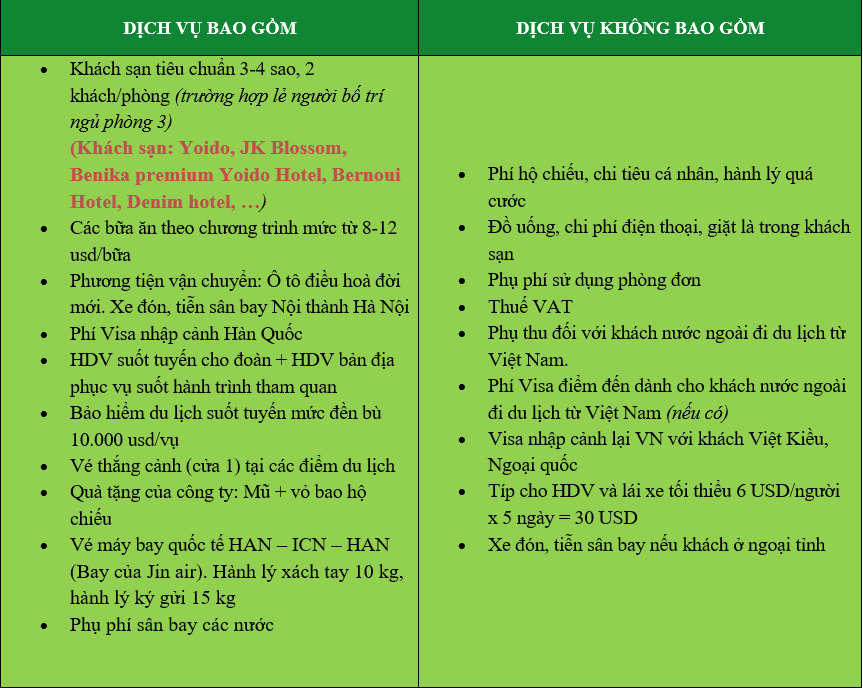 DỊCH VỤ BAO GỒM
• Khách sạn tiêu chuẩn 3-4 sao, 2
khách/phòng (trường hợp lẻ người bố trí
ngủ phòng 3)
(Khách sạn: Yoido, JK Blossom,
Benika premium Yoido Hotel, Bernoui
Hotel, Denim hotel, …)
• Các bữa ăn theo chương trình mức từ 8-12
usd/bữa
• Phương tiện vận chuyển: Ô tô điều hoà đời
mới. Xe đón, tiễn sân bay Nội thành Hà Nội
• Phí Visa nhập cảnh Hàn Quốc
• HDV suốt tuyến cho đoàn + HDV bản địa
phục vụ suốt hành trình tham quan
• Bảo hiểm du lịch suốt tuyến mức đền bù
10.000 usd/vụ
• Vé thắng cảnh (cửa 1) tại các điểm du lịch
• Quà tặng của công ty: Mũ + vỏ bao hộ
chiếu
• Vé máy bay quốc tế HAN – ICN – HAN
(Bay của Jin air). Hành lý xách tay 10 kg,
hành lý ký gửi 15 kg
• Phụ phí sân bay các nước
DỊCH VỤ KHÔNG BAO GỒM
• Phí hộ chiếu, chi tiêu cá nhân, hành lý quá
cước
• Đồ uống, chi phí điện thoại, giặt là trong khách
sạn
• Phụ phí sử dụng phòng đơn
• Thuế VAT
• Phụ thu đối với khách nước ngoài đi du lịch từ
Việt Nam.
• Phí Visa điểm đến dành cho khách nước ngoài
đi du lịch từ Việt Nam (nếu có)
• Visa nhập cảnh lại VN với khách Việt Kiều,
Ngoại quốc
• Típ cho HDV và lái xe tối thiểu 6 USD/người
x 5 ngày = 30 USD
• Xe đón, tiễn sân bay nếu khách ở ngoại tỉnh